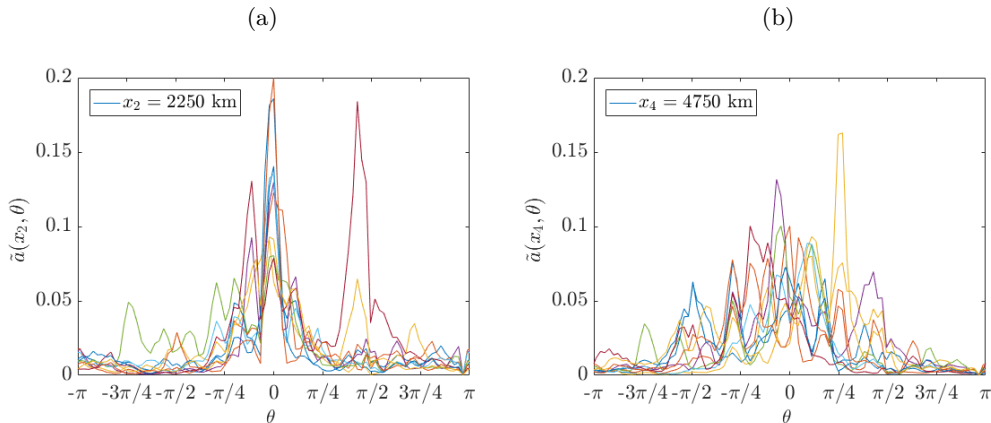 (a)
0.2
0.15
0.1
0.05
0
ã(x₂, θ)
x₂ = 2250 km
-π -3π/4 -π/2 -π/4 0 π/4 π/2 3π/4 π
θ
(b)
0.2
0.15
0.1
0.05
0
ã(x₄, θ)
x₄ = 4750 km
-π -3π/4 -π/2 -π/4 0 π/4 π/2 3π/4 π
θ